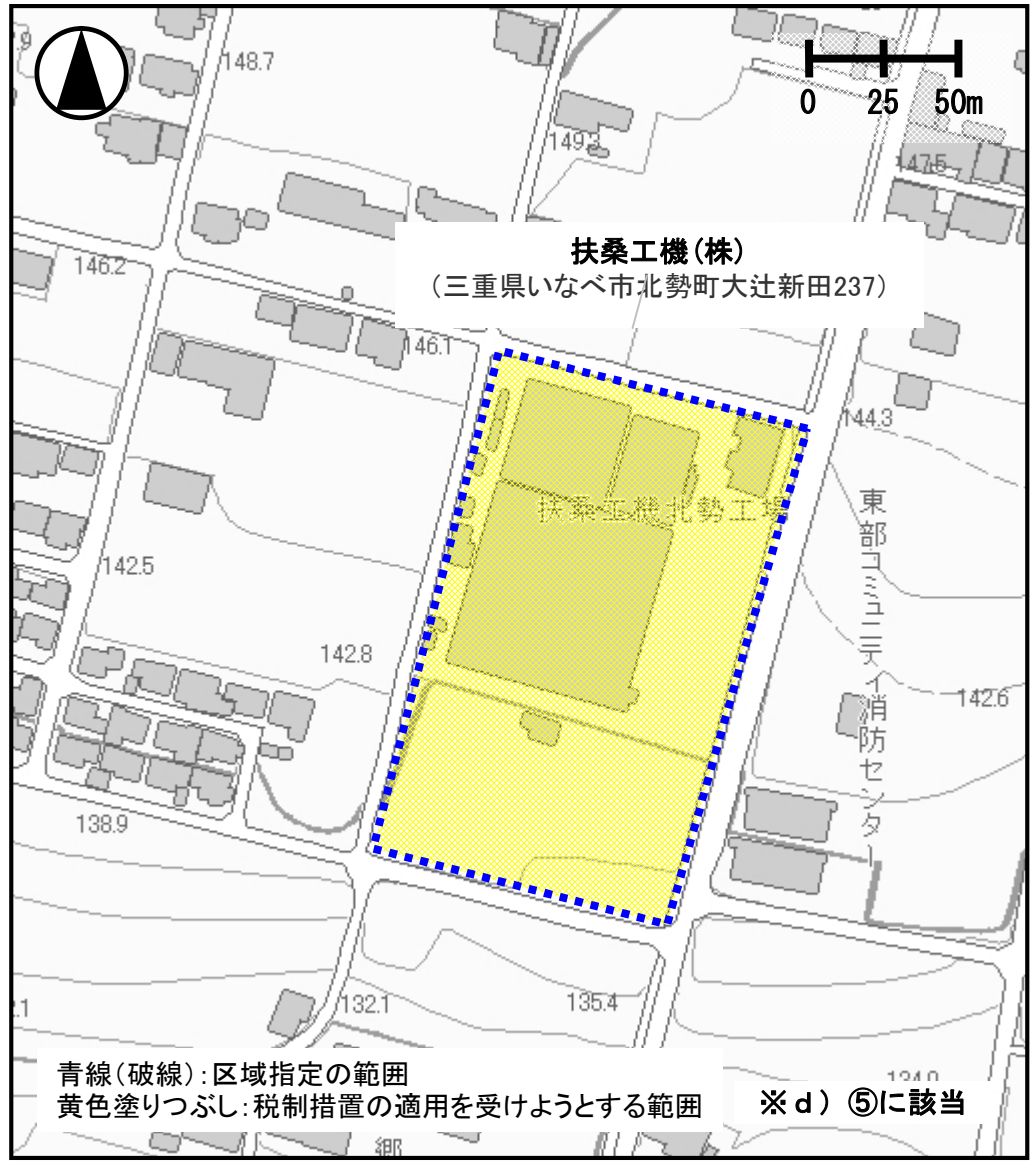 148.7
0 25 50m
149.3
147.5
扶桑工機(株)
(三重県いなべ市北勢町大辻新田237)
146.2
146.1
144.3
扶桑工機北勢工場
東部コミュニティ消防センター
142.5
142.8
142.6
138.9
132.1
135.4
青線(破線):区域指定の範囲
黄色塗りつぶし:税制措置の適用を受けようとする範囲
※d) ⑤に該当
郷